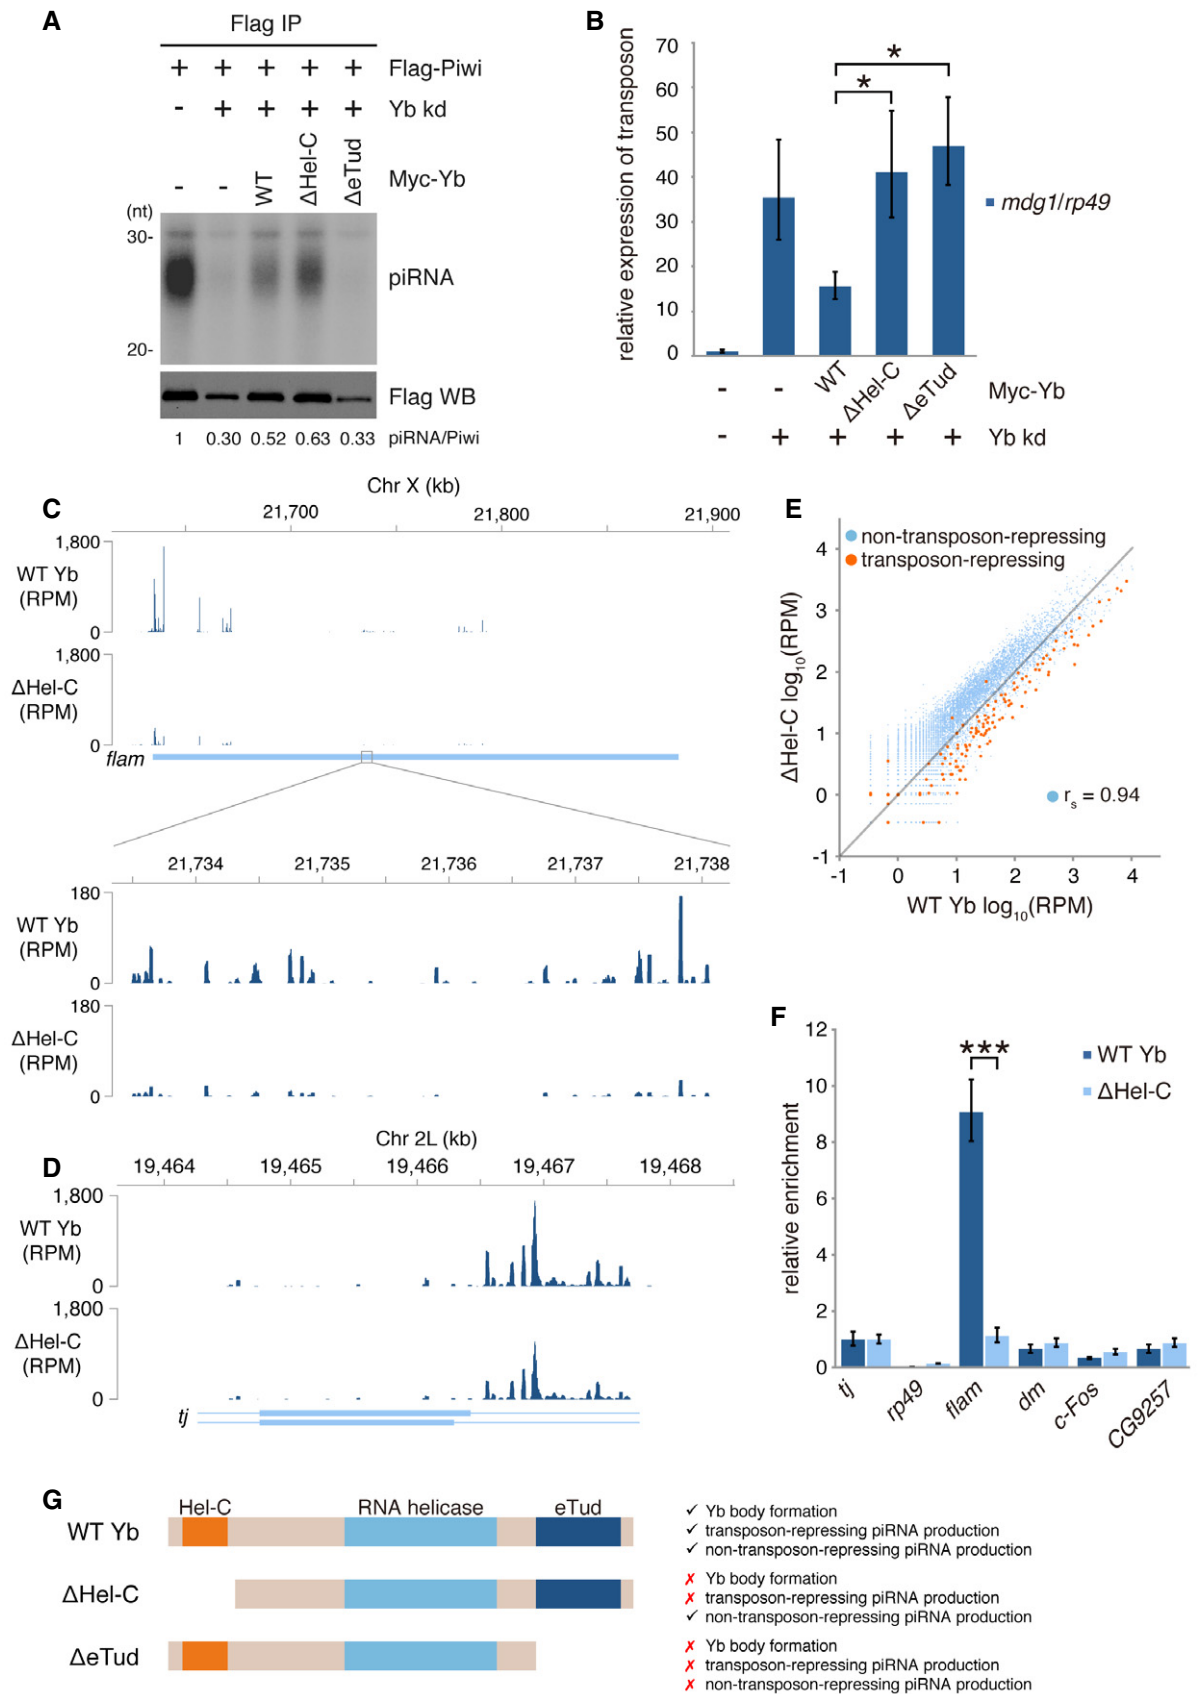 A
Flag IP
+ + + + + Flag-Piwi
- + + + + Yb kd
- - WT ΔHel-C ΔeTud Myc-Yb
(nt)
30-
piRNA
20-
Flag WB
1 0.30 0.52 0.63 0.33 piRNA/Piwi
B
relative expression of transposon
70
60
50
40
30
20
10
0
*
*
mdg1/rp49
- - WT ΔHel-C ΔeTud Myc-Yb
- + + + + Yb kd
C
Chr X (kb)
21,700 21,800 21,900
1,800
WT Yb
(RPM)
0
1,800
ΔHel-C
(RPM)
0
flam
21,734 21,735 21,736 21,737 21,738
180
WT Yb
(RPM)
0
180
ΔHel-C
(RPM)
0
D
Chr 2L (kb)
19,464 19,465 19,466 19,467 19,468
1,800
WT Yb
(RPM)
0
1,800
ΔHel-C
(RPM)
0
tj
E
non-transposon-repressing
transposon-repressing
ΔHel-C log10(RPM)
4
3
2
1
0
-1
rs = 0.94
-1 0 1 2 3 4
WT Yb log10(RPM)
F
relative enrichment
12
10
8
6
4
2
0
***
WT Yb
ΔHel-C
tj rp49 flam dm c-Fos CG9257
G
Hel-C RNA helicase eTud
WT Yb
✓ Yb body formation
✓ transposon-repressing piRNA production
✓ non-transposon-repressing piRNA production
ΔHel-C
✗ Yb body formation
✗ transposon-repressing piRNA production
✓ non-transposon-repressing piRNA production
ΔeTud
✗ Yb body formation
✗ transposon-repressing piRNA production
✗ non-transposon-repressing piRNA production